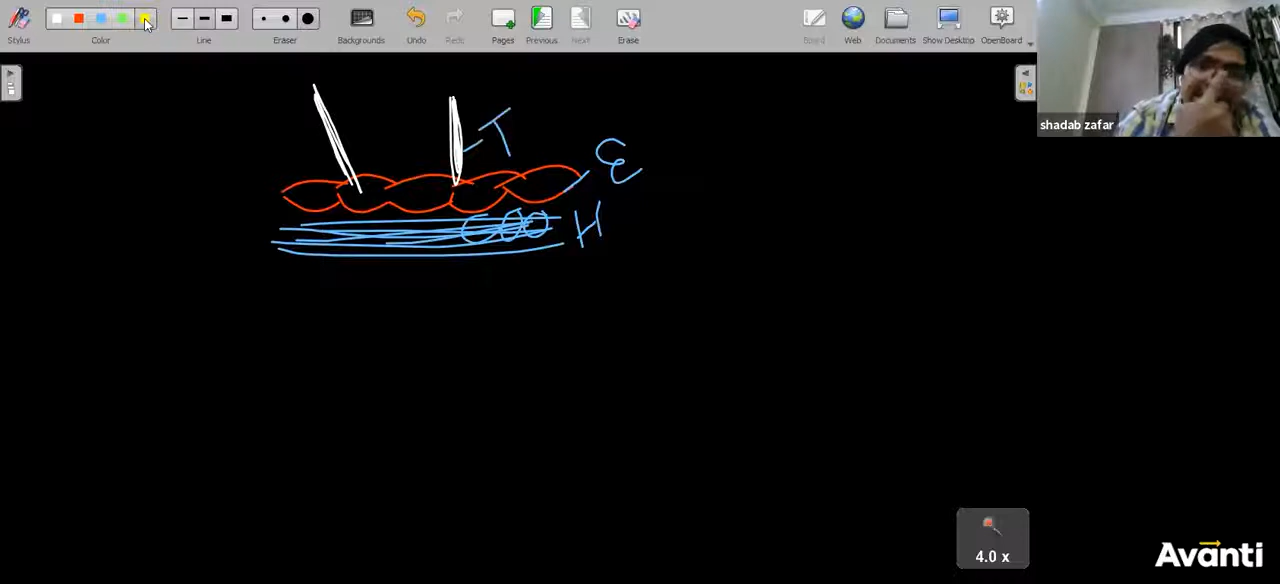 Stylus
Color
Line
Eraser
Backgrounds
Undo
Redo
Pages
Previous
Next
Erase
Board
Web
Documents
Show Desktop
OpenBoard
shadab zafar
T
E
H
4.0 x
Avanti